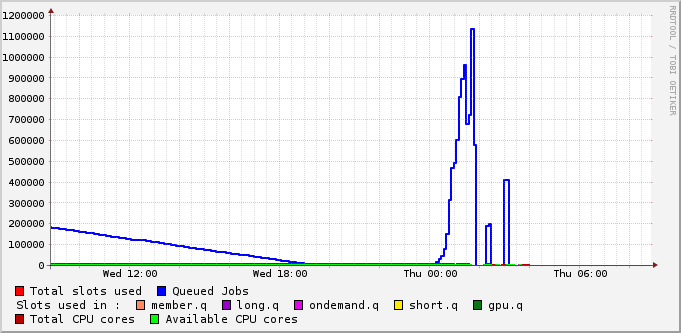 1200000
1100000
1000000
900000
800000
700000
600000
500000
400000
300000
200000
100000
0
Wed 12:00 Wed 18:00 Thu 00:00 Thu 06:00
RRDTOOL / TOBI OETIKER
Total slots used Queued Jobs
Slots used in : member.q long.q ondemand.q short.q gpu.q
Total CPU cores Available CPU cores